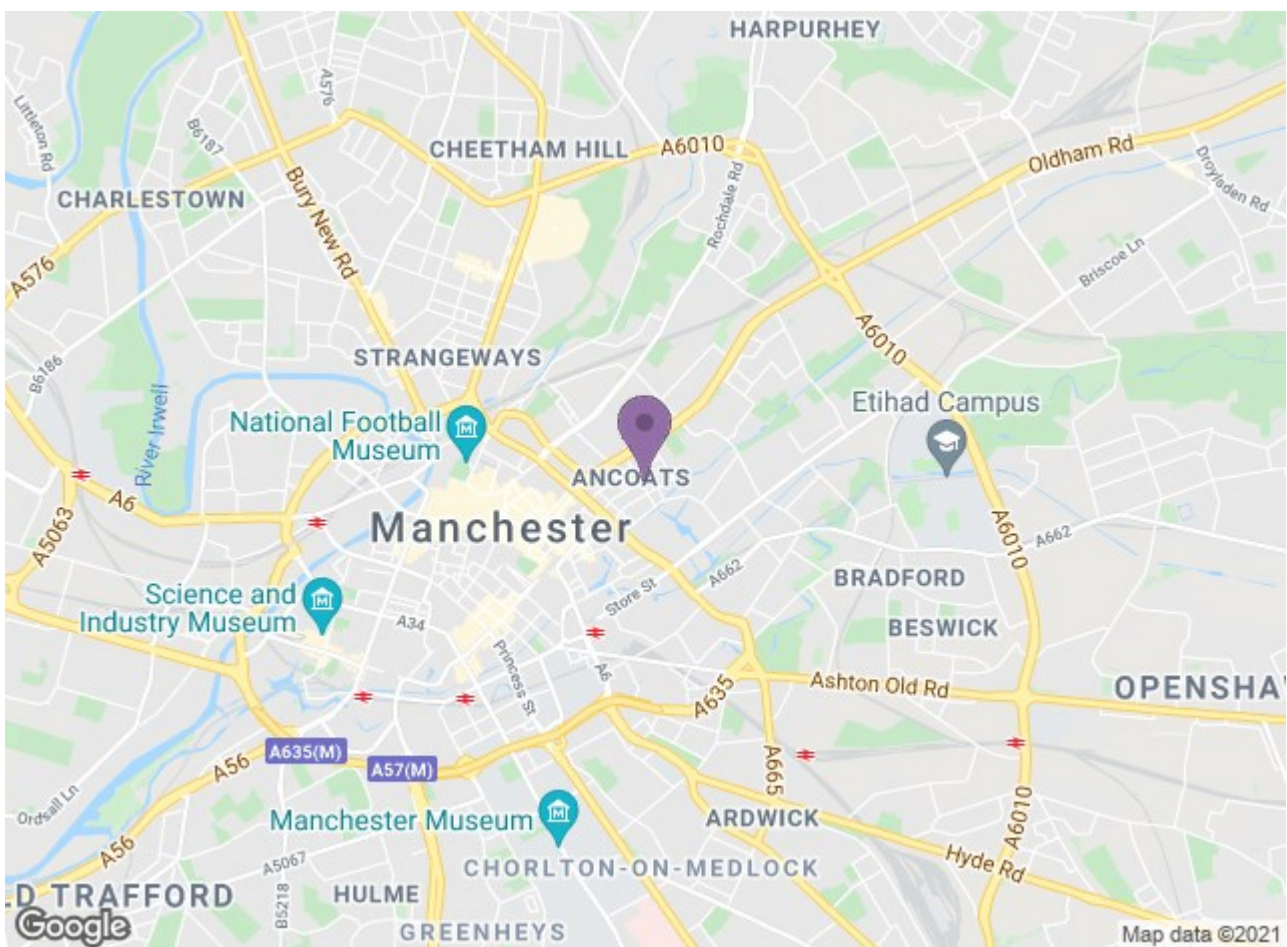 HARPURHEY
A576
Littleton Rd
B6187
CHEETHAM HILL
A6010
Oldham Rd
Droylsden Rd
CHARLESTOWN
Bury New Rd
Rochdale Rd
Briscoe Ln
A576
A6010
STRANGEWAYS
B6186
River Irwell
National Football
Museum
Etihad Campus
ANCOATS
A6
A5063
Manchester
A6010
A662
A662
BRADFORD
Store St
Science and
Industry Museum
A34
BESWICK
Princess St
A6
A635
Ashton Old Rd
OPENSHA
A635(M)
A57(M)
A56
A665
Ordsall Ln
A6010
Manchester Museum
ARDWICK
A56
A5067
CHORLTON-ON-MEDLOCK
Hyde Rd
LD TRAFFORD
B5218
HULME
GREENHEYS
Google
Map data ©2021